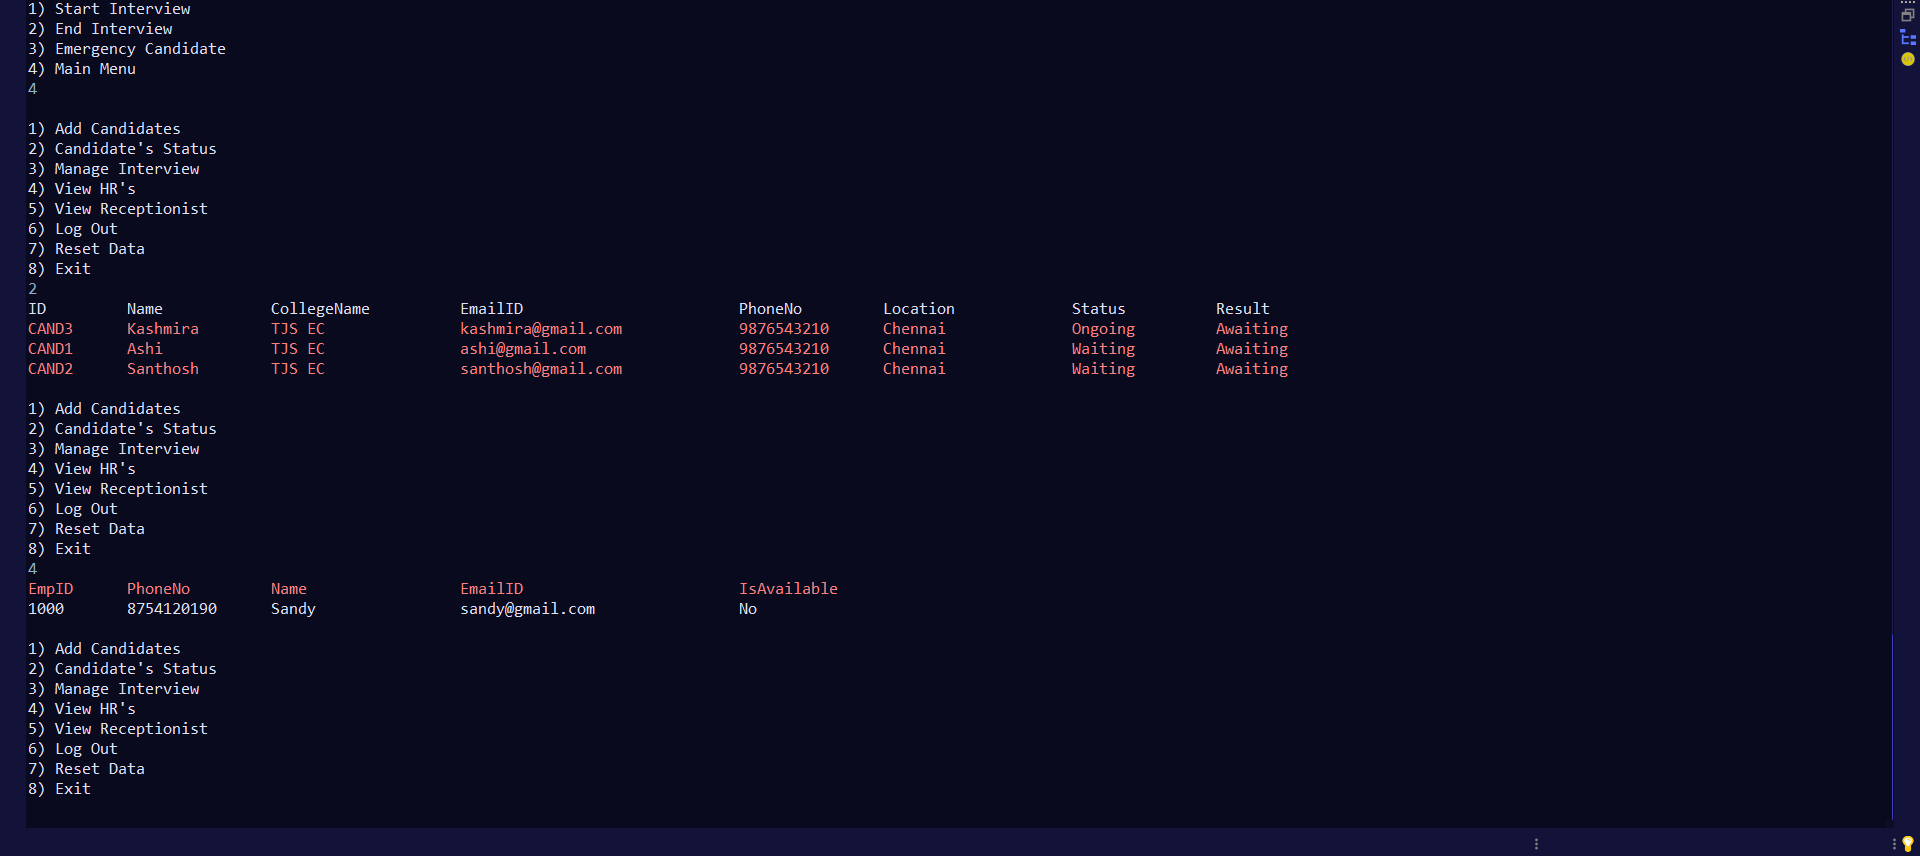 1) Start Interview
2) End Interview
3) Emergency Candidate
4) Main Menu
4
1) Add Candidates
2) Candidate's Status
3) Manage Interview
4) View HR's
5) View Receptionist
6) Log Out
7) Reset Data
8) Exit
2
ID Name CollegeName EmailID PhoneNo Location Status Result
CAND3 Kashmira TJS EC kashmira@gmail.com 9876543210 Chennai Ongoing Awaiting
CAND1 Ashi TJS EC ashi@gmail.com 9876543210 Chennai Waiting Awaiting
CAND2 Santhosh TJS EC santhosh@gmail.com 9876543210 Chennai Waiting Awaiting
1) Add Candidates
2) Candidate's Status
3) Manage Interview
4) View HR's
5) View Receptionist
6) Log Out
7) Reset Data
8) Exit
4
EmpID PhoneNo Name EmailID IsAvailable
1000 8754120190 Sandy sandy@gmail.com No
1) Add Candidates
2) Candidate's Status
3) Manage Interview
4) View HR's
5) View Receptionist
6) Log Out
7) Reset Data
8) Exit